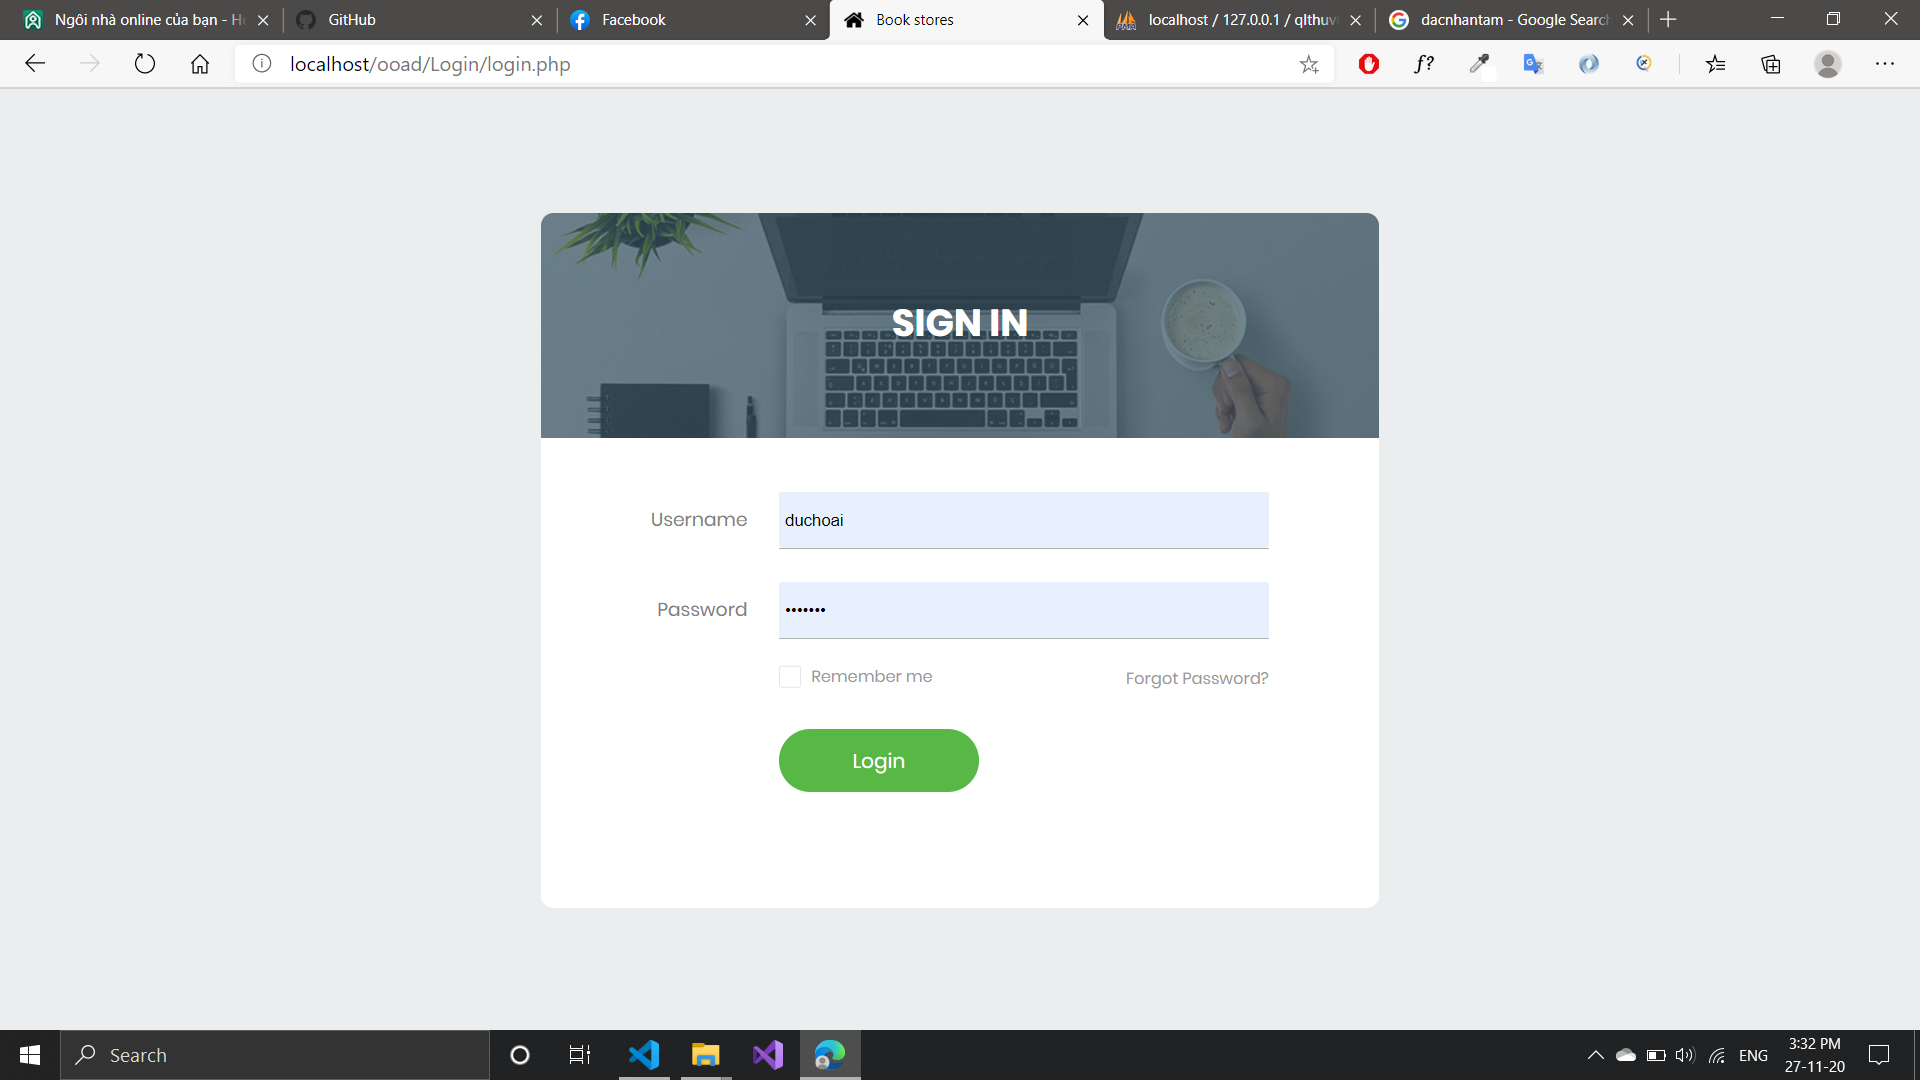 Ngôi nhà online của bạn - Ho
GitHub
Facebook
Book stores
localhost / 127.0.0.1 / qlthuvi
dacnhantam - Google Search
localhost/ooad/Login/login.php
f?
SIGN IN
Username
duchoai
Password
•••••••
Remember me
Forgot Password?
Login
Search
ENG
3:32 PM
27-11-20